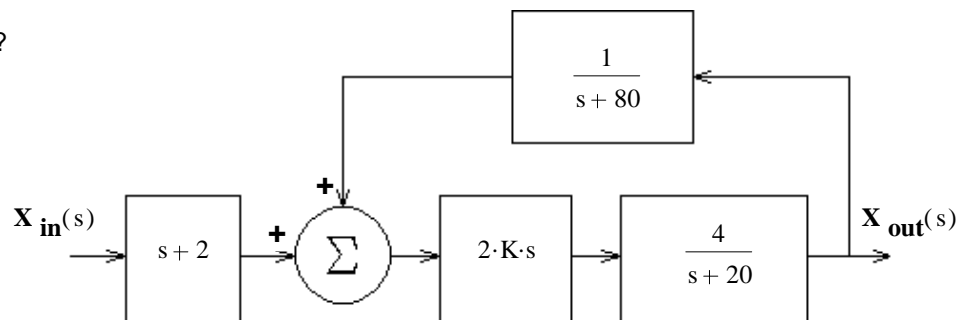 ?
1
s + 80
+
X in(s)
s + 2
+
Σ
2·K·s
4
s + 20
X out(s)